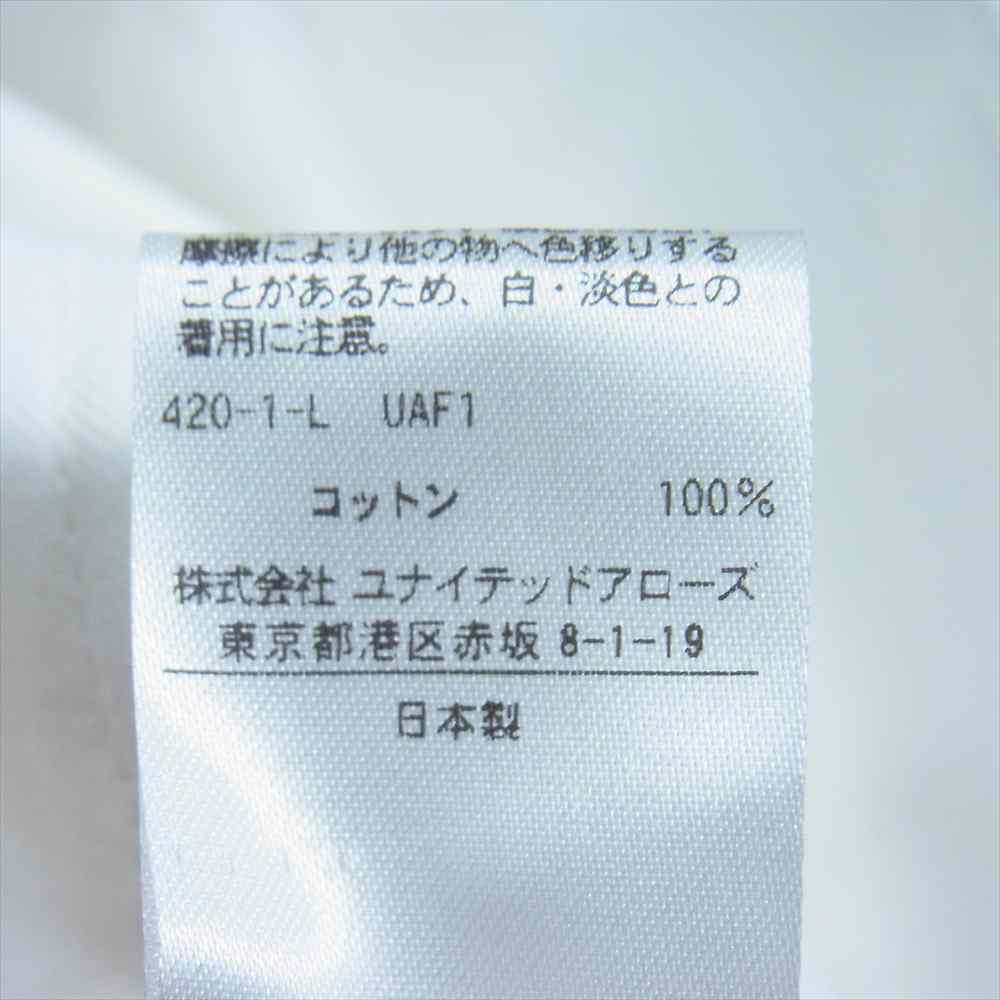 摩擦により他の物へ色移りする
ことがあるため、白・淡色との
着用に注意。
420-1-L UAF1
コットン 100%
株式会社 ユナイテッドアローズ
東京都港区赤坂 8-1-19
日本製